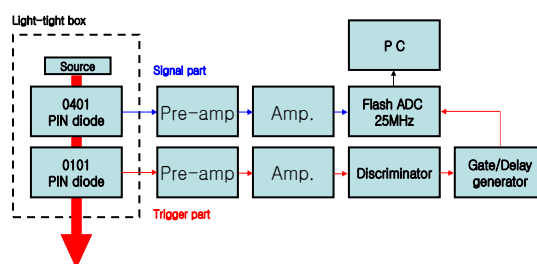 Light-tight box
Source
0401
PIN diode
0101
PIN diode
Signal part
Pre-amp
Amp.
Flash ADC
25MHz
P C
Pre-amp
Amp.
Discriminator
Gate/Delay
generator
Trigger part